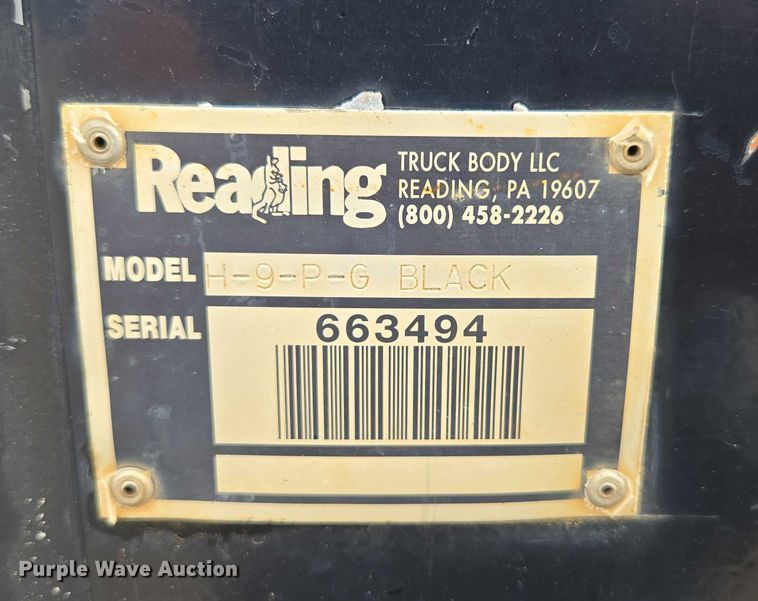 Reading
TRUCK BODY LLC
READING, PA 19607
(800) 458-2226
MODEL H-9-P-G BLACK
SERIAL 663494
Purple Wave Auction